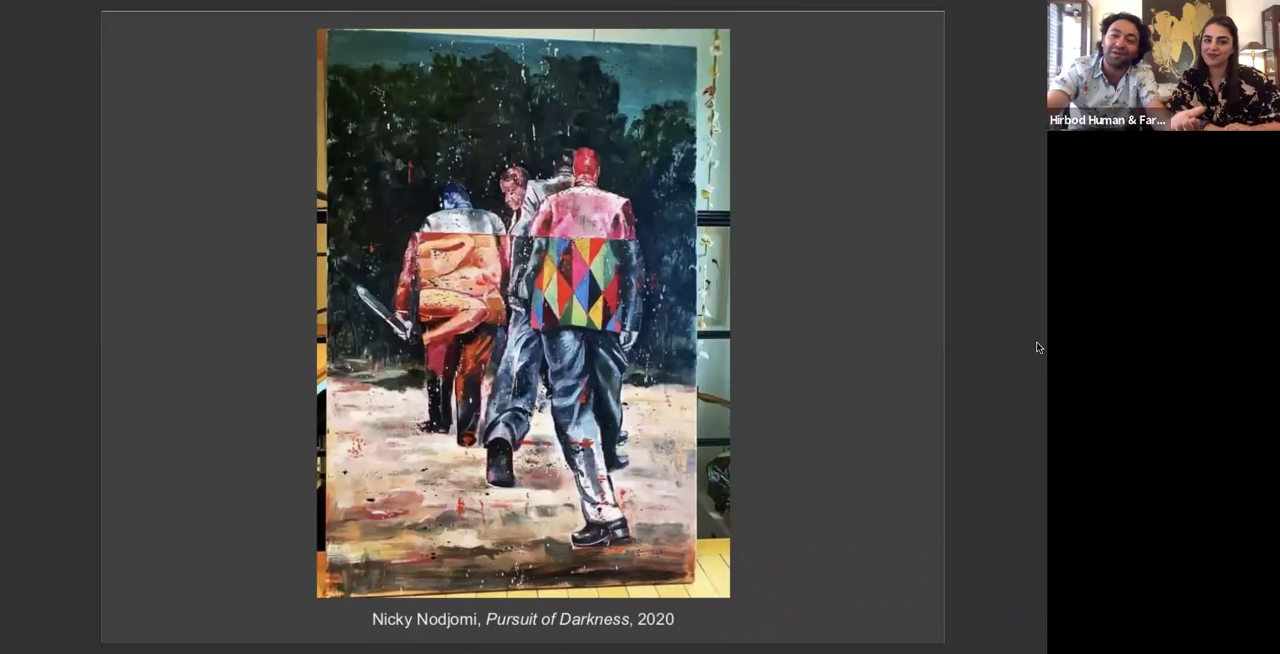 Hirbod Human & Far...
Nicky Nodjomi, Pursuit of Darkness, 2020